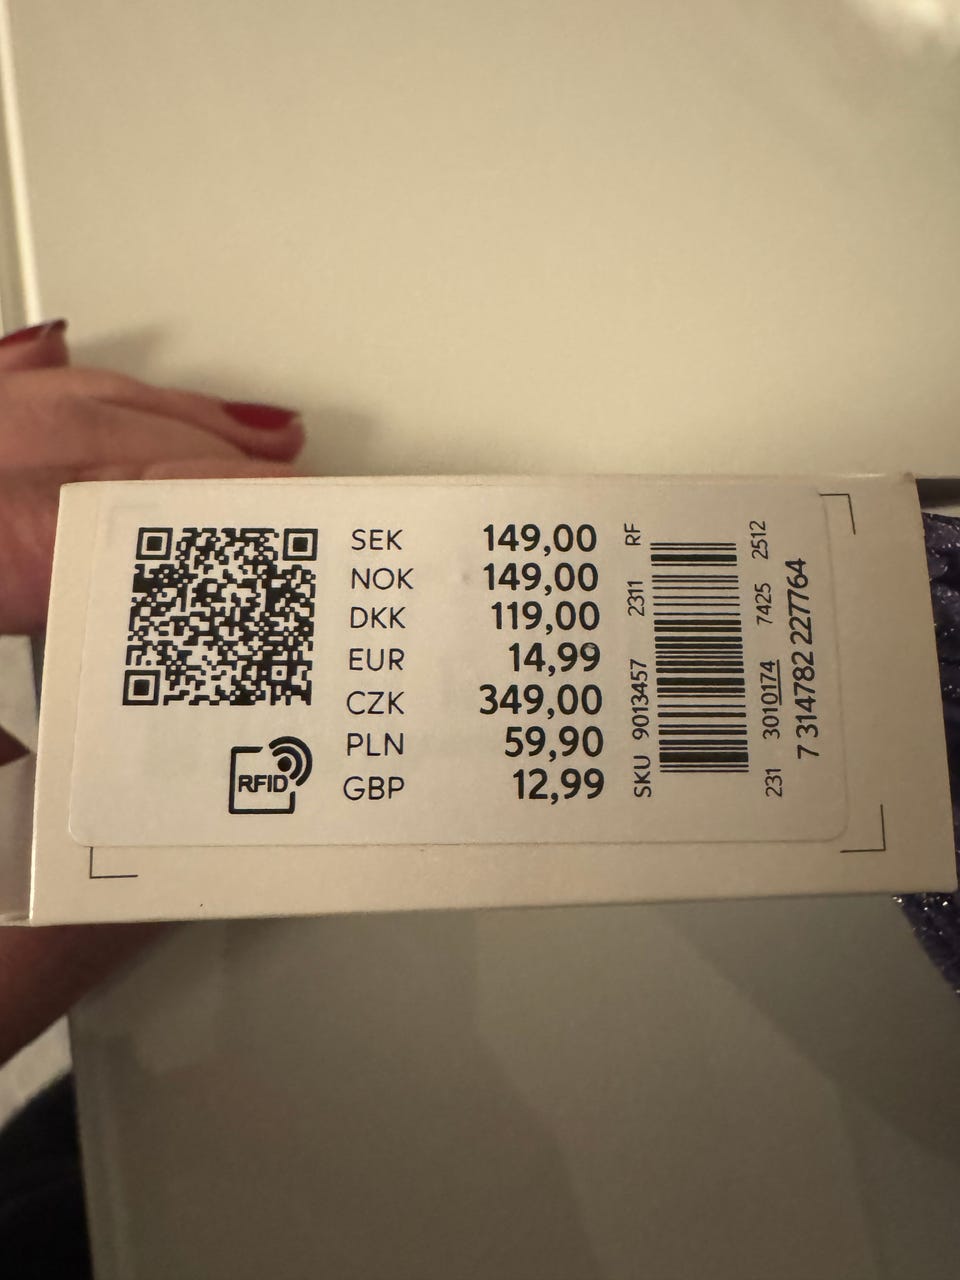 SEK 149,00
NOK 149,00
DKK 119,00
EUR 14,99
CZK 349,00
PLN 59,90
GBP 12,99
RFID
SKU 9013457 2311 RF
231 3010174 7425 2512
7 314782 227764